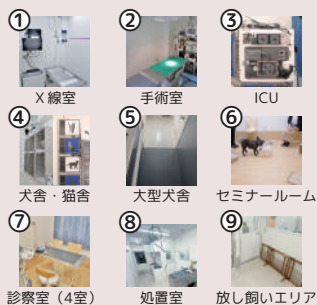 ① ② ③
X線室 手術室 ICU
④ ⑤ ⑥
犬舎・猫舎 大型犬舎 セミナールーム
⑦ ⑧ ⑨
診察室（4室） 処置室 放し飼いエリア